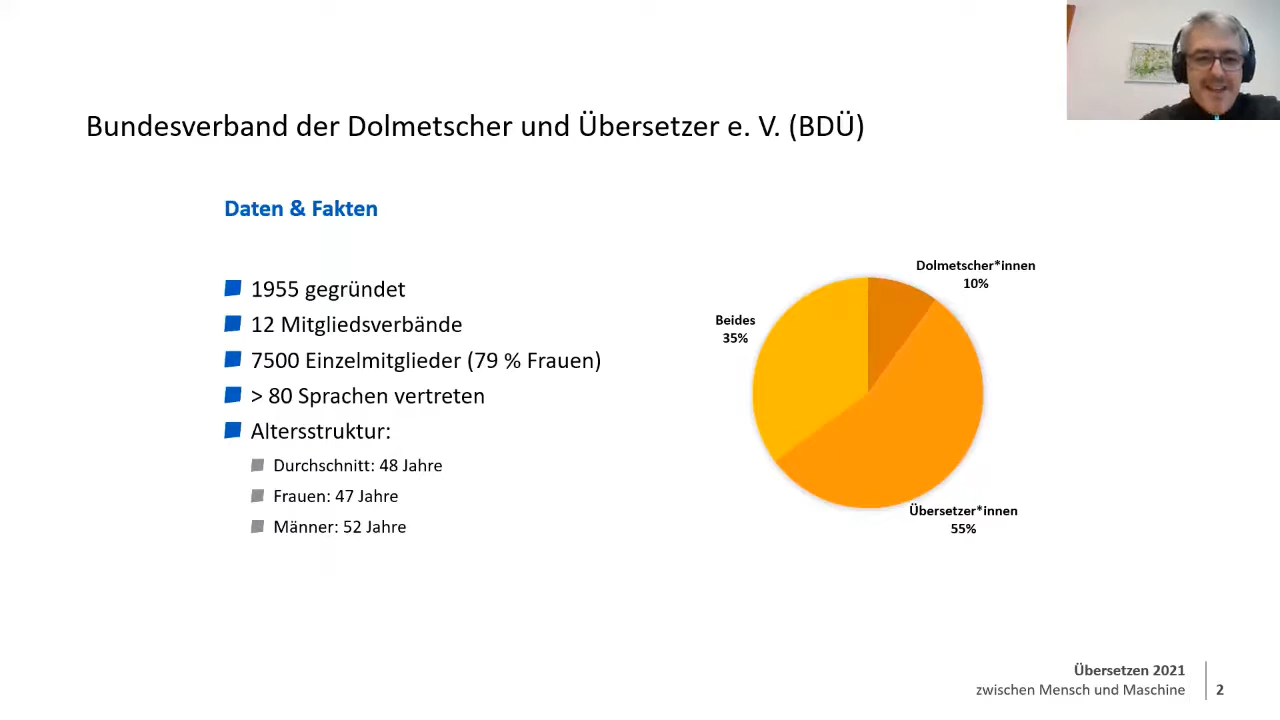 Bundesverband der Dolmetscher und Übersetzer e. V. (BDÜ)
Daten & Fakten
1955 gegründet
12 Mitgliedsverbände
7500 Einzelmitglieder (79 % Frauen)
> 80 Sprachen vertreten
Altersstruktur:
Durchschnitt: 48 Jahre
Frauen: 47 Jahre
Männer: 52 Jahre
Dolmetscher*innen
10%
Beides
35%
Übersetzer*innen
55%
Übersetzen 2021
zwischen Mensch und Maschine
2